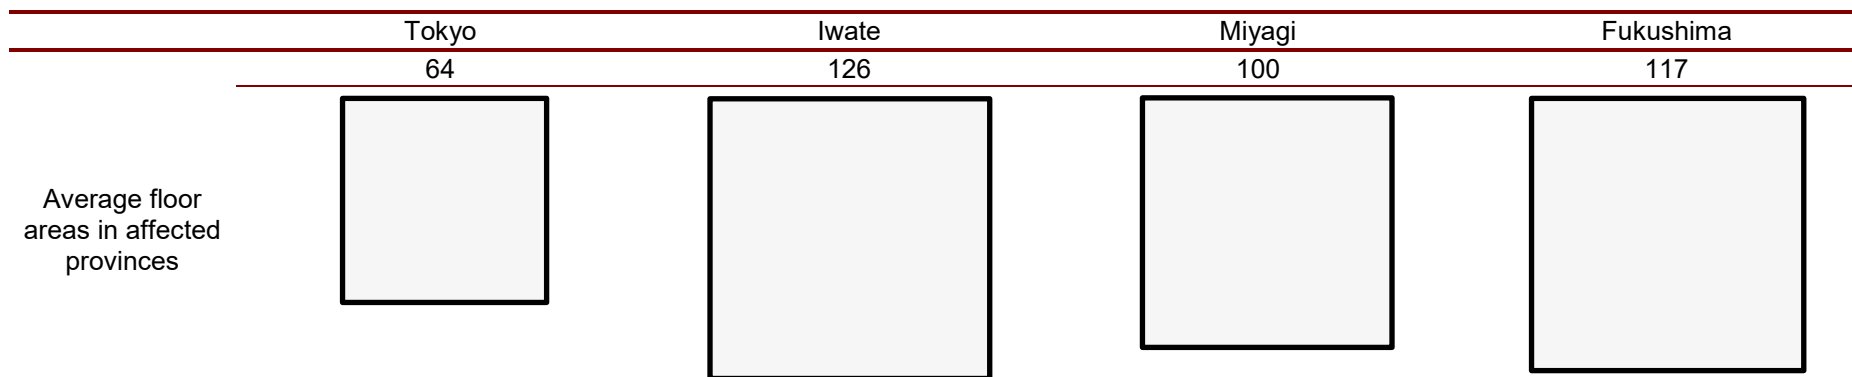 Tokyo Iwate Miyagi Fukushima
64 126 100 117
Average floor
areas in affected
provinces